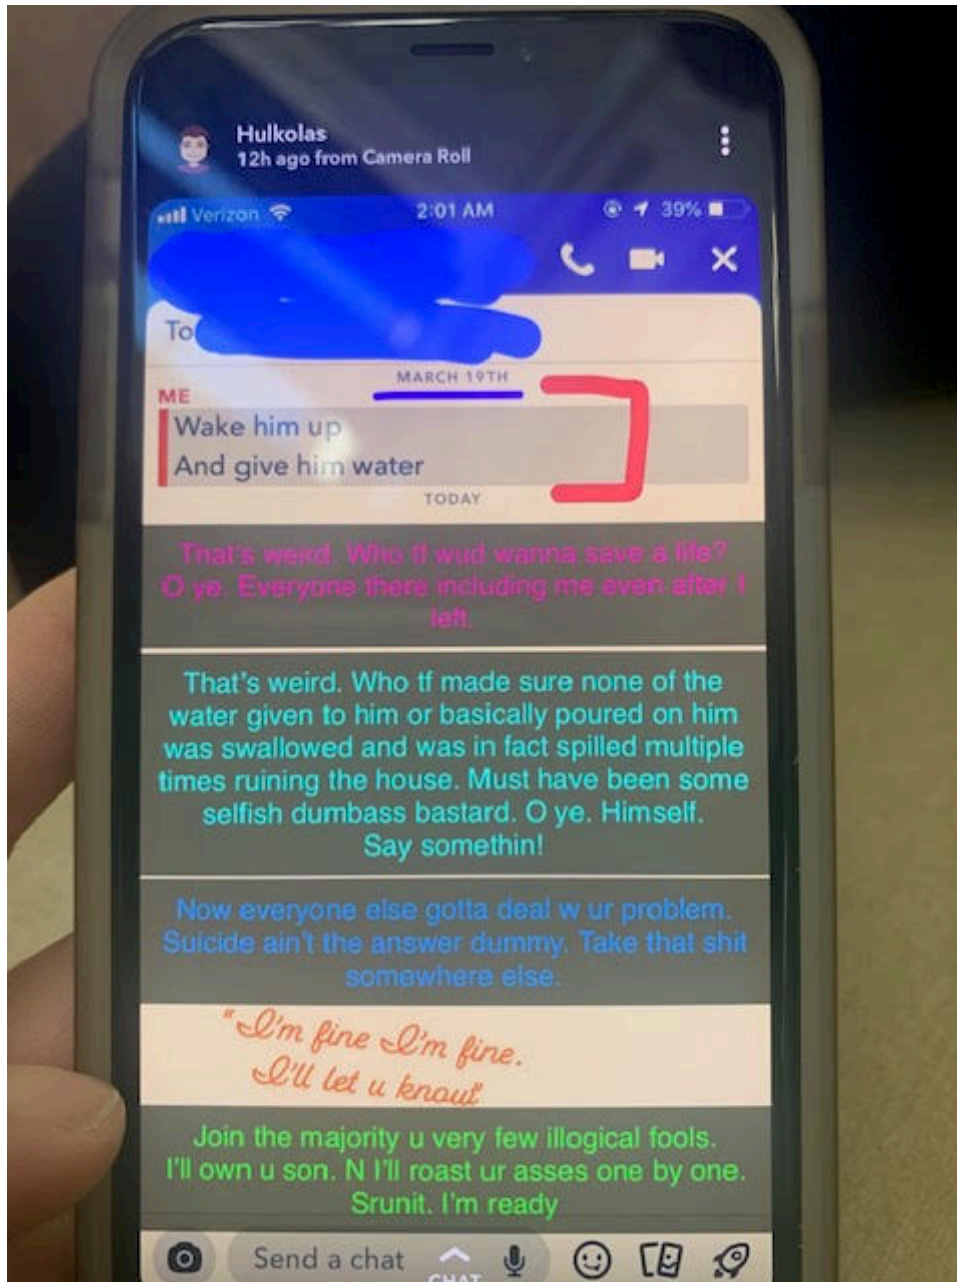 Hulkolas
12h ago from Camera Roll
Verizon 2:01 AM 39%
To
MARCH 19TH
ME
Wake him up
And give him water
TODAY
That's weird. Who tf wud wanna save a life?
O ye. Everyone there including me even after I
left.
That's weird. Who tf made sure none of the
water given to him or basically poured on him
was swallowed and was in fact spilled multiple
times ruining the house. Must have been some
selfish dumbass bastard. O ye. Himself.
Say somethin!
Now everyone else gotta deal w ur problem.
Suicide ain't the answer dummy. Take that shit
somewhere else.
"I'm fine I'm fine.
I'll let u know"
Join the majority u very few illogical fools.
I'll own u son. N I'll roast ur asses one by one.
Srunit. I'm ready
Send a chat
CHAT